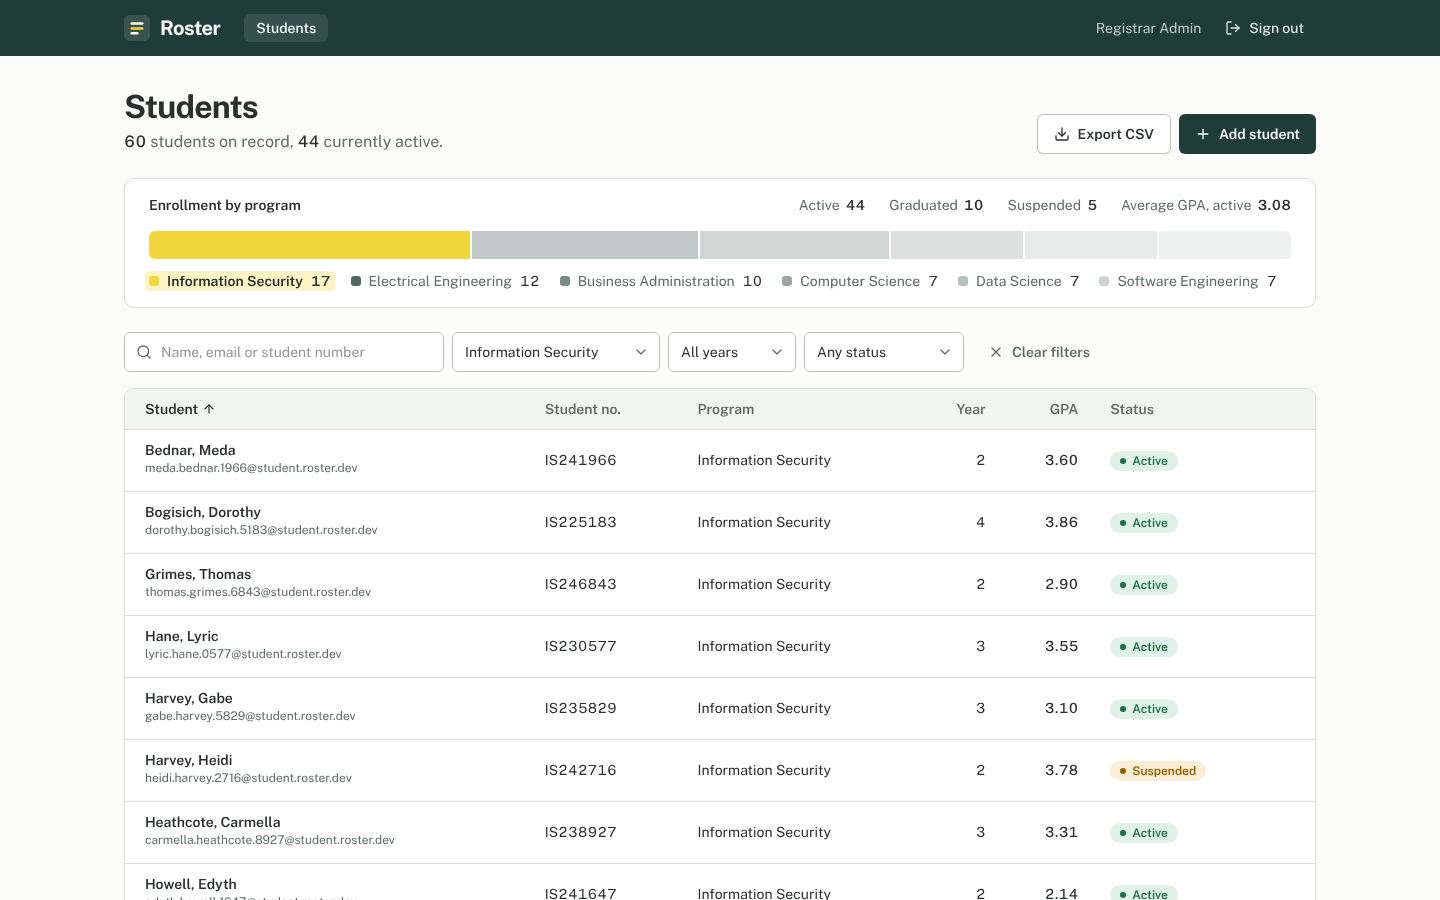 Roster Students Registrar Admin Sign out
Students
60 students on record, 44 currently active.
Export CSV Add student
Enrollment by program Active 44 Graduated 10 Suspended 5 Average GPA, active 3.08
Information Security 17 Electrical Engineering 12 Business Administration 10 Computer Science 7 Data Science 7 Software Engineering 7
Name, email or student number Information Security All years Any status Clear filters
Student Student no. Program Year GPA Status
Bednar, Meda
meda.bednar.1966@student.roster.dev
IS241966 Information Security 2 3.60 Active
Bogisich, Dorothy
dorothy.bogisich.5183@student.roster.dev
IS225183 Information Security 4 3.86 Active
Grimes, Thomas
thomas.grimes.6843@student.roster.dev
IS246843 Information Security 2 2.90 Active
Hane, Lyric
lyric.hane.0577@student.roster.dev
IS230577 Information Security 3 3.55 Active
Harvey, Gabe
gabe.harvey.5829@student.roster.dev
IS235829 Information Security 3 3.10 Active
Harvey, Heidi
heidi.harvey.2716@student.roster.dev
IS242716 Information Security 2 3.78 Suspended
Heathcote, Carmella
carmella.heathcote.8927@student.roster.dev
IS238927 Information Security 3 3.31 Active
Howell, Edyth
IS241647 Information Security 2 2.14 Active